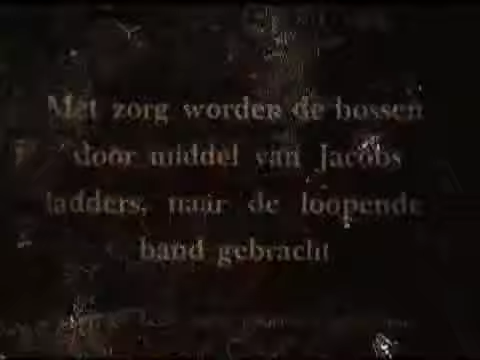 Met zorg worden de bossen
door middel van Jacobs
ladders, naar de loopende
band gebracht